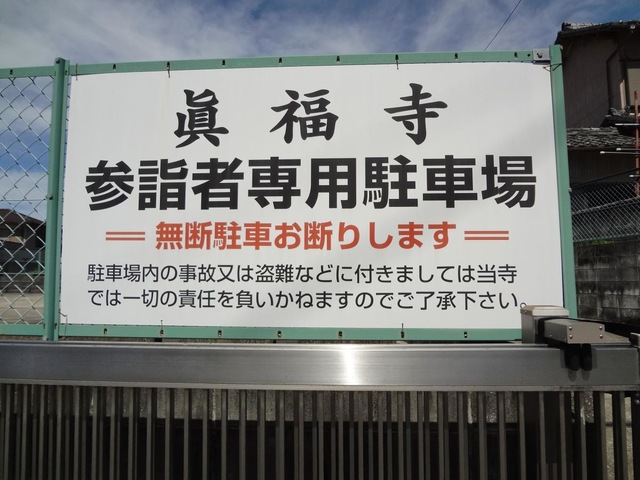 眞福寺
参詣者専用駐車場
無断駐車お断りします
駐車場内の事故又は盗難などに付きましては当寺
では一切の責任を負いかねますのでご了承下さい。